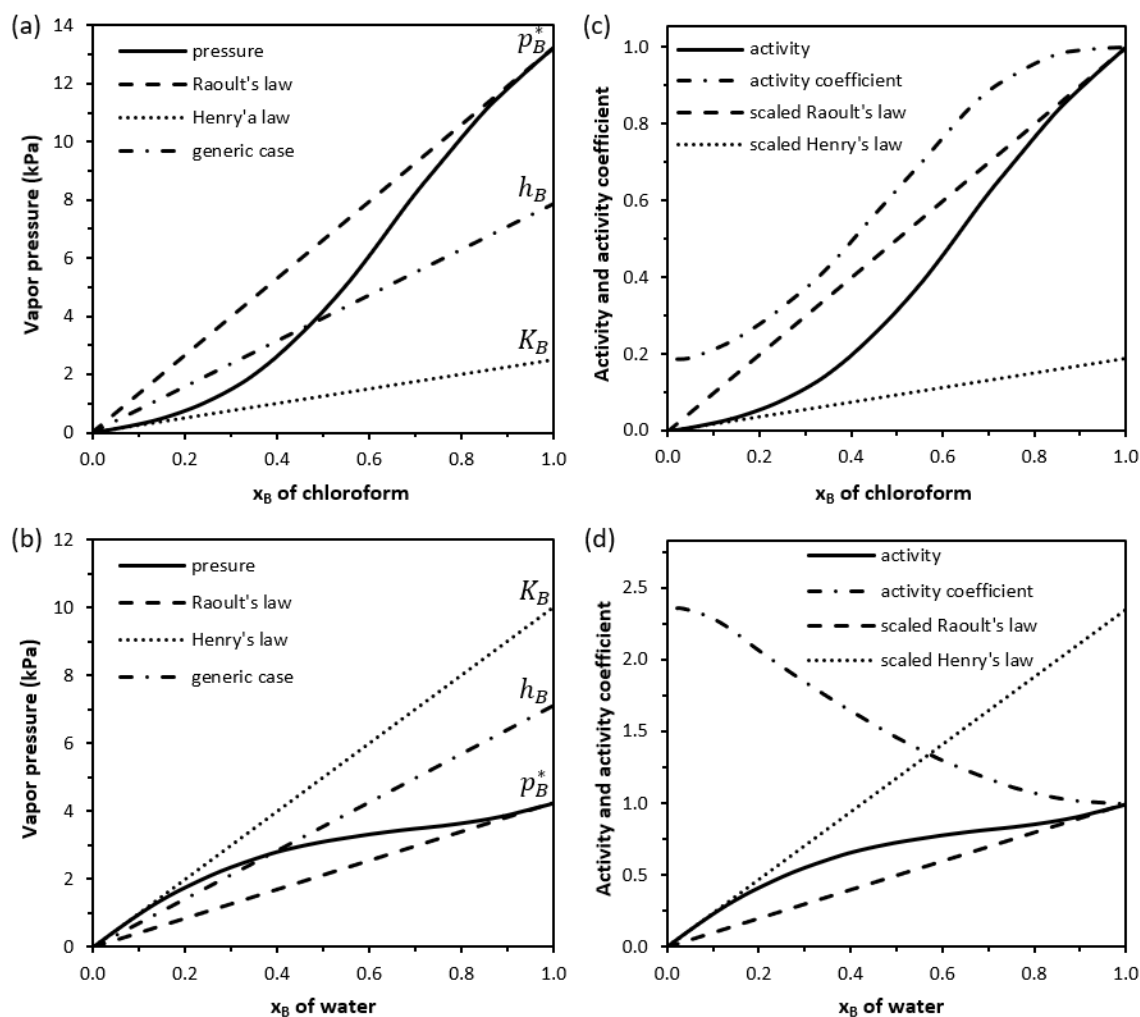 (a)
Vapor pressure (kPa)
14
12
10
8
6
4
2
0
pressure
Raoult's law
Henry'a law
generic case
p*B
hB
KB
0.0 0.2 0.4 0.6 0.8 1.0
xB of chloroform
(c)
Activity and activity coefficient
1.0
0.8
0.6
0.4
0.2
0.0
activity
activity coefficient
scaled Raoult's law
scaled Henry's law
0.0 0.2 0.4 0.6 0.8 1.0
xB of chloroform
(b)
Vapor pressure (kPa)
12
10
8
6
4
2
0
presure
Raoult's law
Henry's law
generic case
KB
hB
p*B
0.0 0.2 0.4 0.6 0.8 1.0
xB of water
(d)
Activity and activity coefficient
2.5
2.0
1.5
1.0
0.5
0.0
activity
activity coefficient
scaled Raoult's law
scaled Henry's law
0.0 0.2 0.4 0.6 0.8 1.0
xB of water